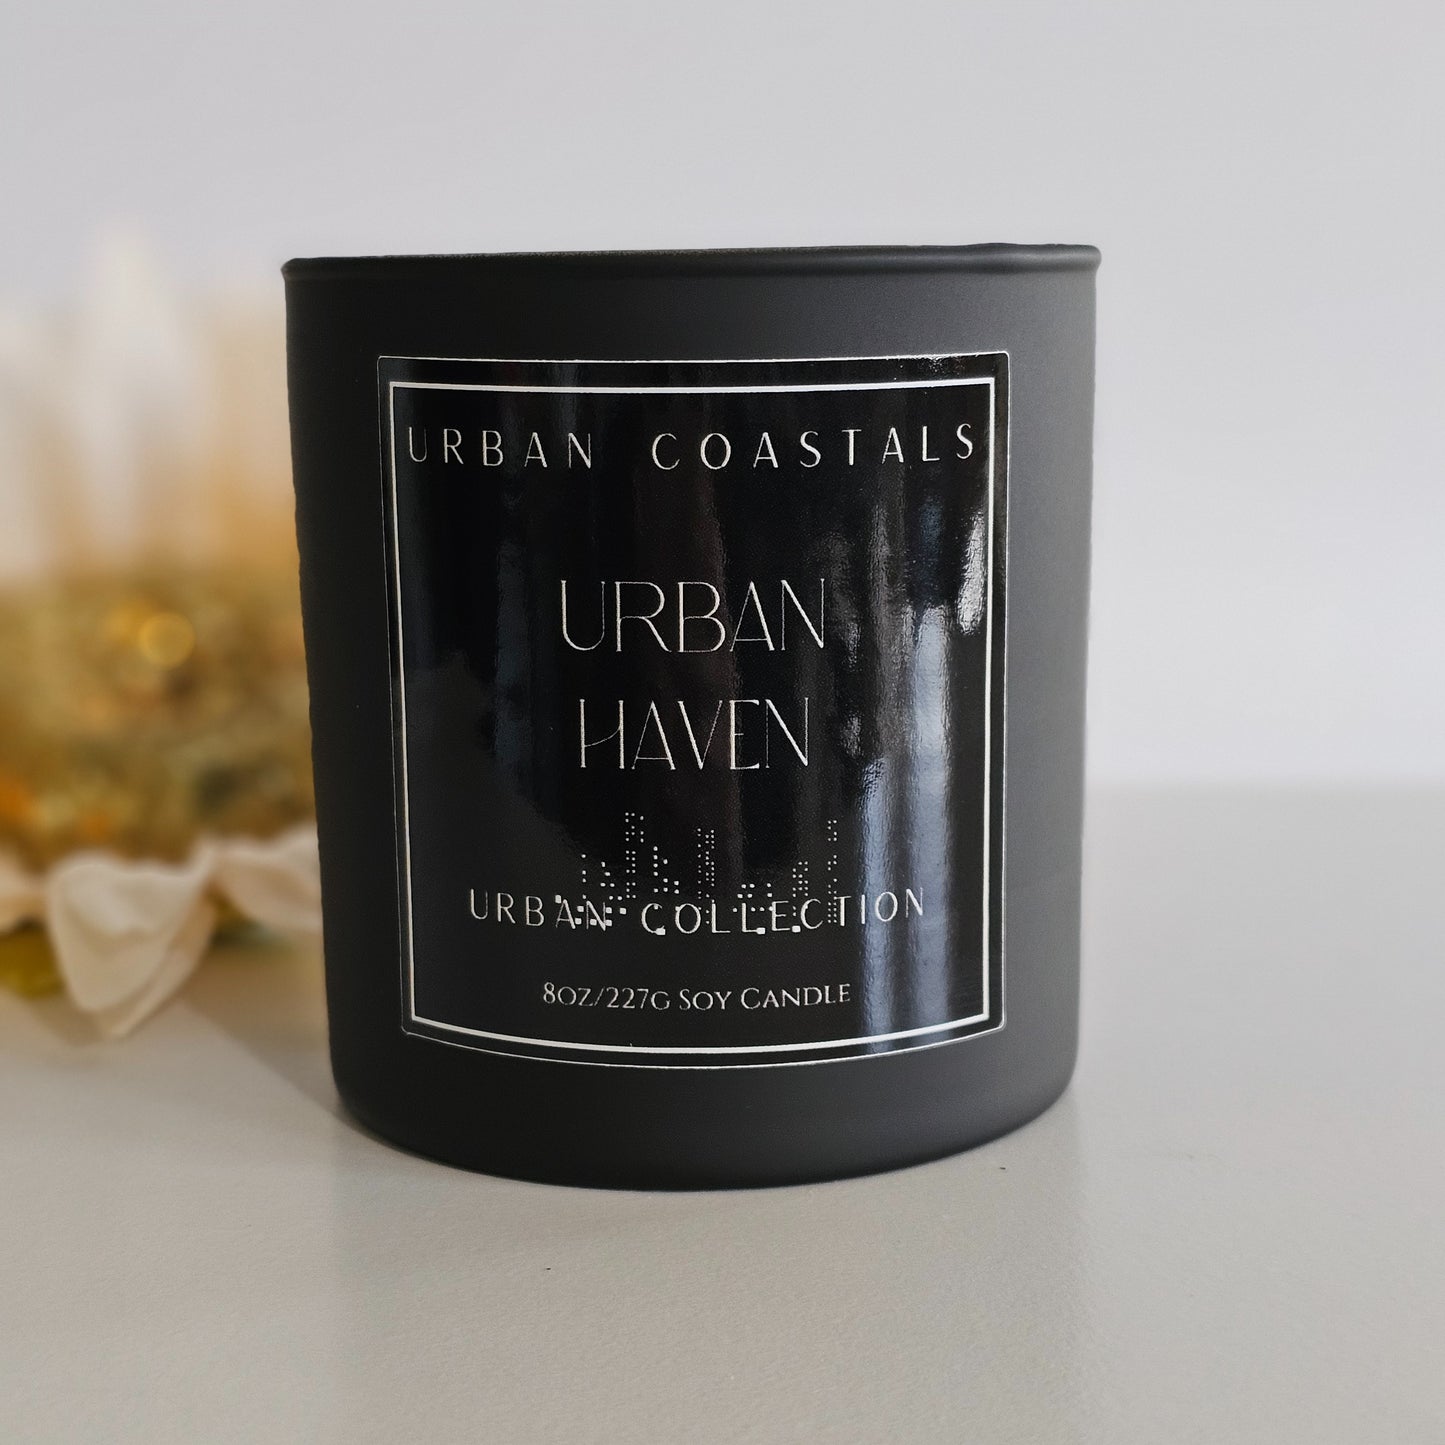 URBAN COASTALS
URBAN
HAVEN
URBAN COLLECTION
8OZ/227G SOY CANDLE